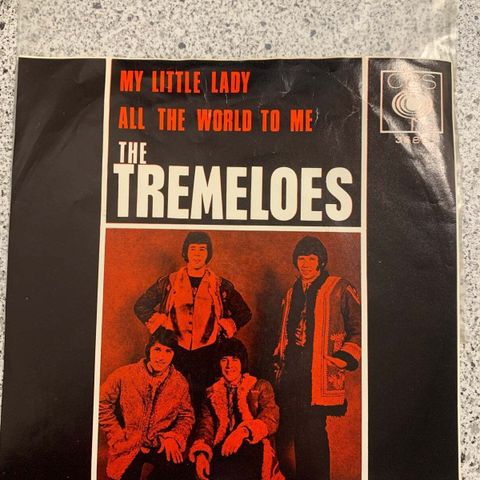 MY LITTLE LADY
ALL THE WORLD TO ME
THE
TREMELOES
CBS